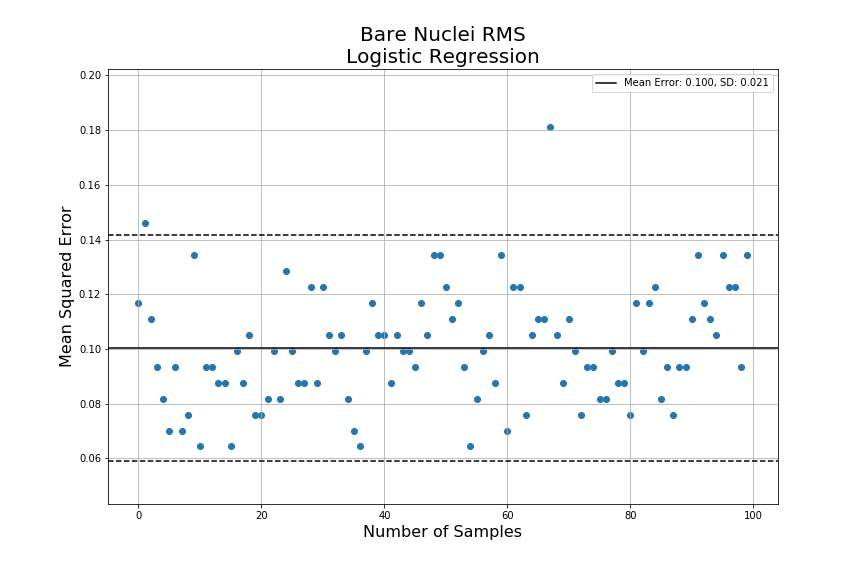 Bare Nuclei RMS
Logistic Regression
Mean Error: 0.100, SD: 0.021
Mean Squared Error
0.20
0.18
0.16
0.14
0.12
0.10
0.08
0.06
0
20
40
60
80
100
Number of Samples